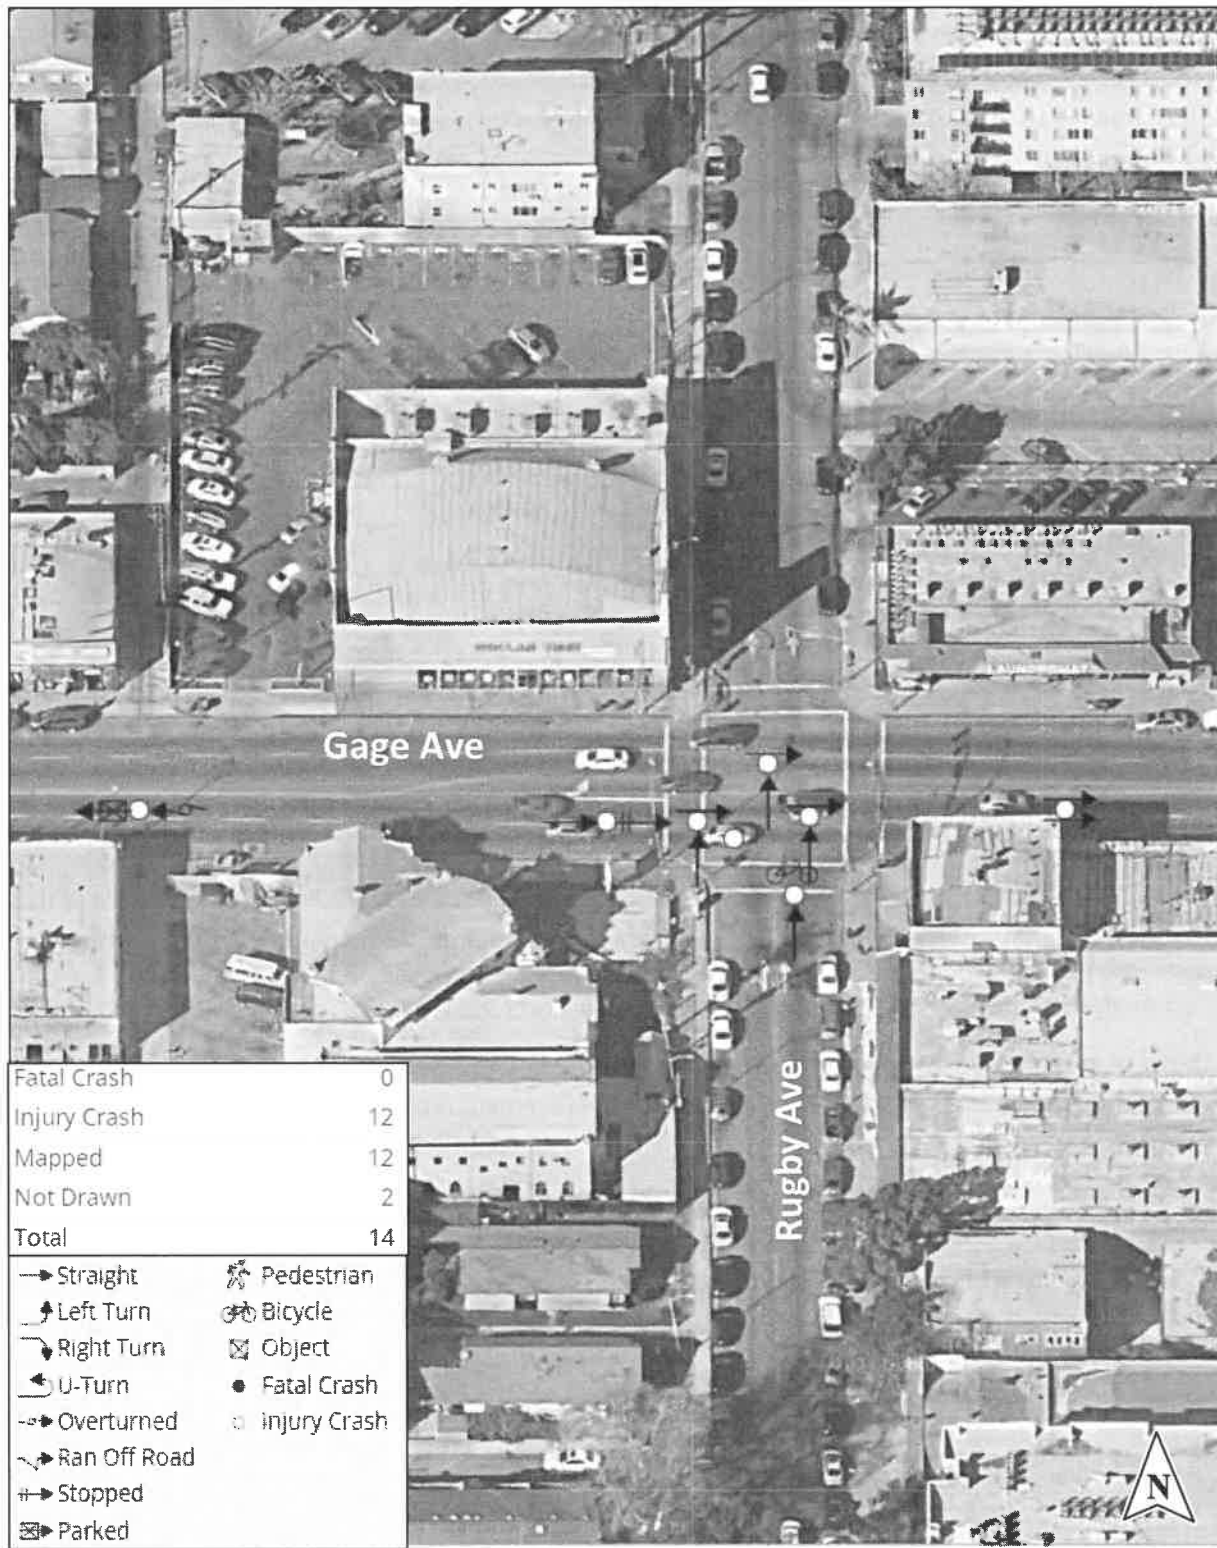 LAUNDROMAT
Gage Ave
Rugby Ave
Fatal Crash 0
Injury Crash 12
Mapped 12
Not Drawn 2
Total 14
Straight Pedestrian
Left Turn Bicycle
Right Turn Object
U-Turn Fatal Crash
Overturned Injury Crash
Ran Off Road
Stopped
Parked
N